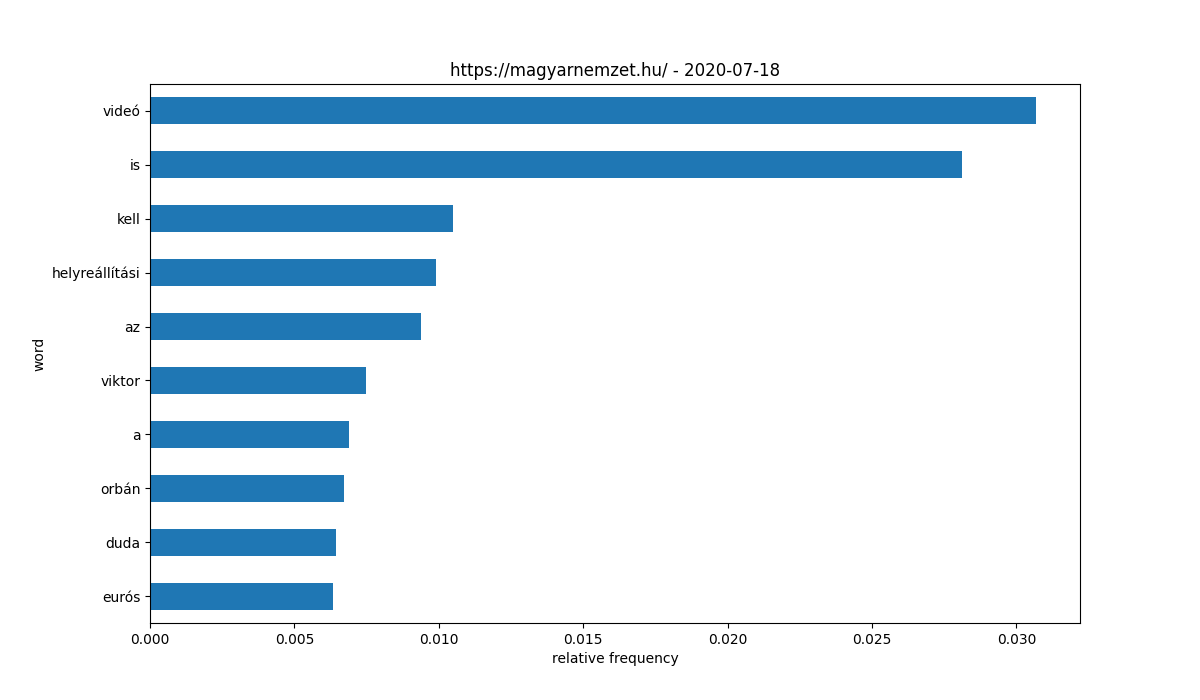 https://magyarnemzet.hu/ - 2020-07-18
videó
is
kell
helyreállítási
az
viktor
a
orbán
duda
eurós
word
0.000 0.005 0.010 0.015 0.020 0.025 0.030
relative frequency